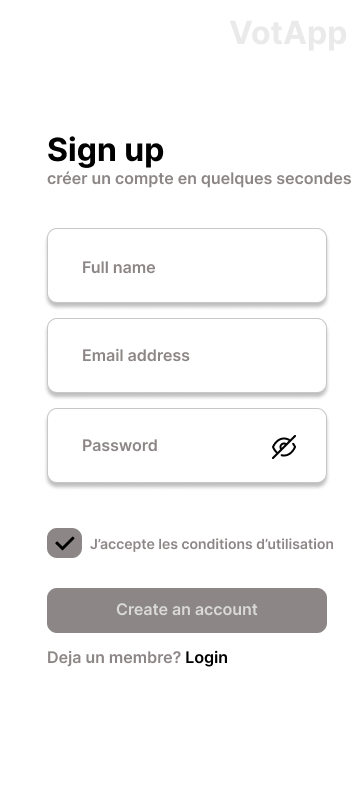 VotApp
Sign up
créer un compte en quelques secondes
Full name
Email address
Password
J’accepte les conditions d’utilisation
Create an account
Deja un membre? Login